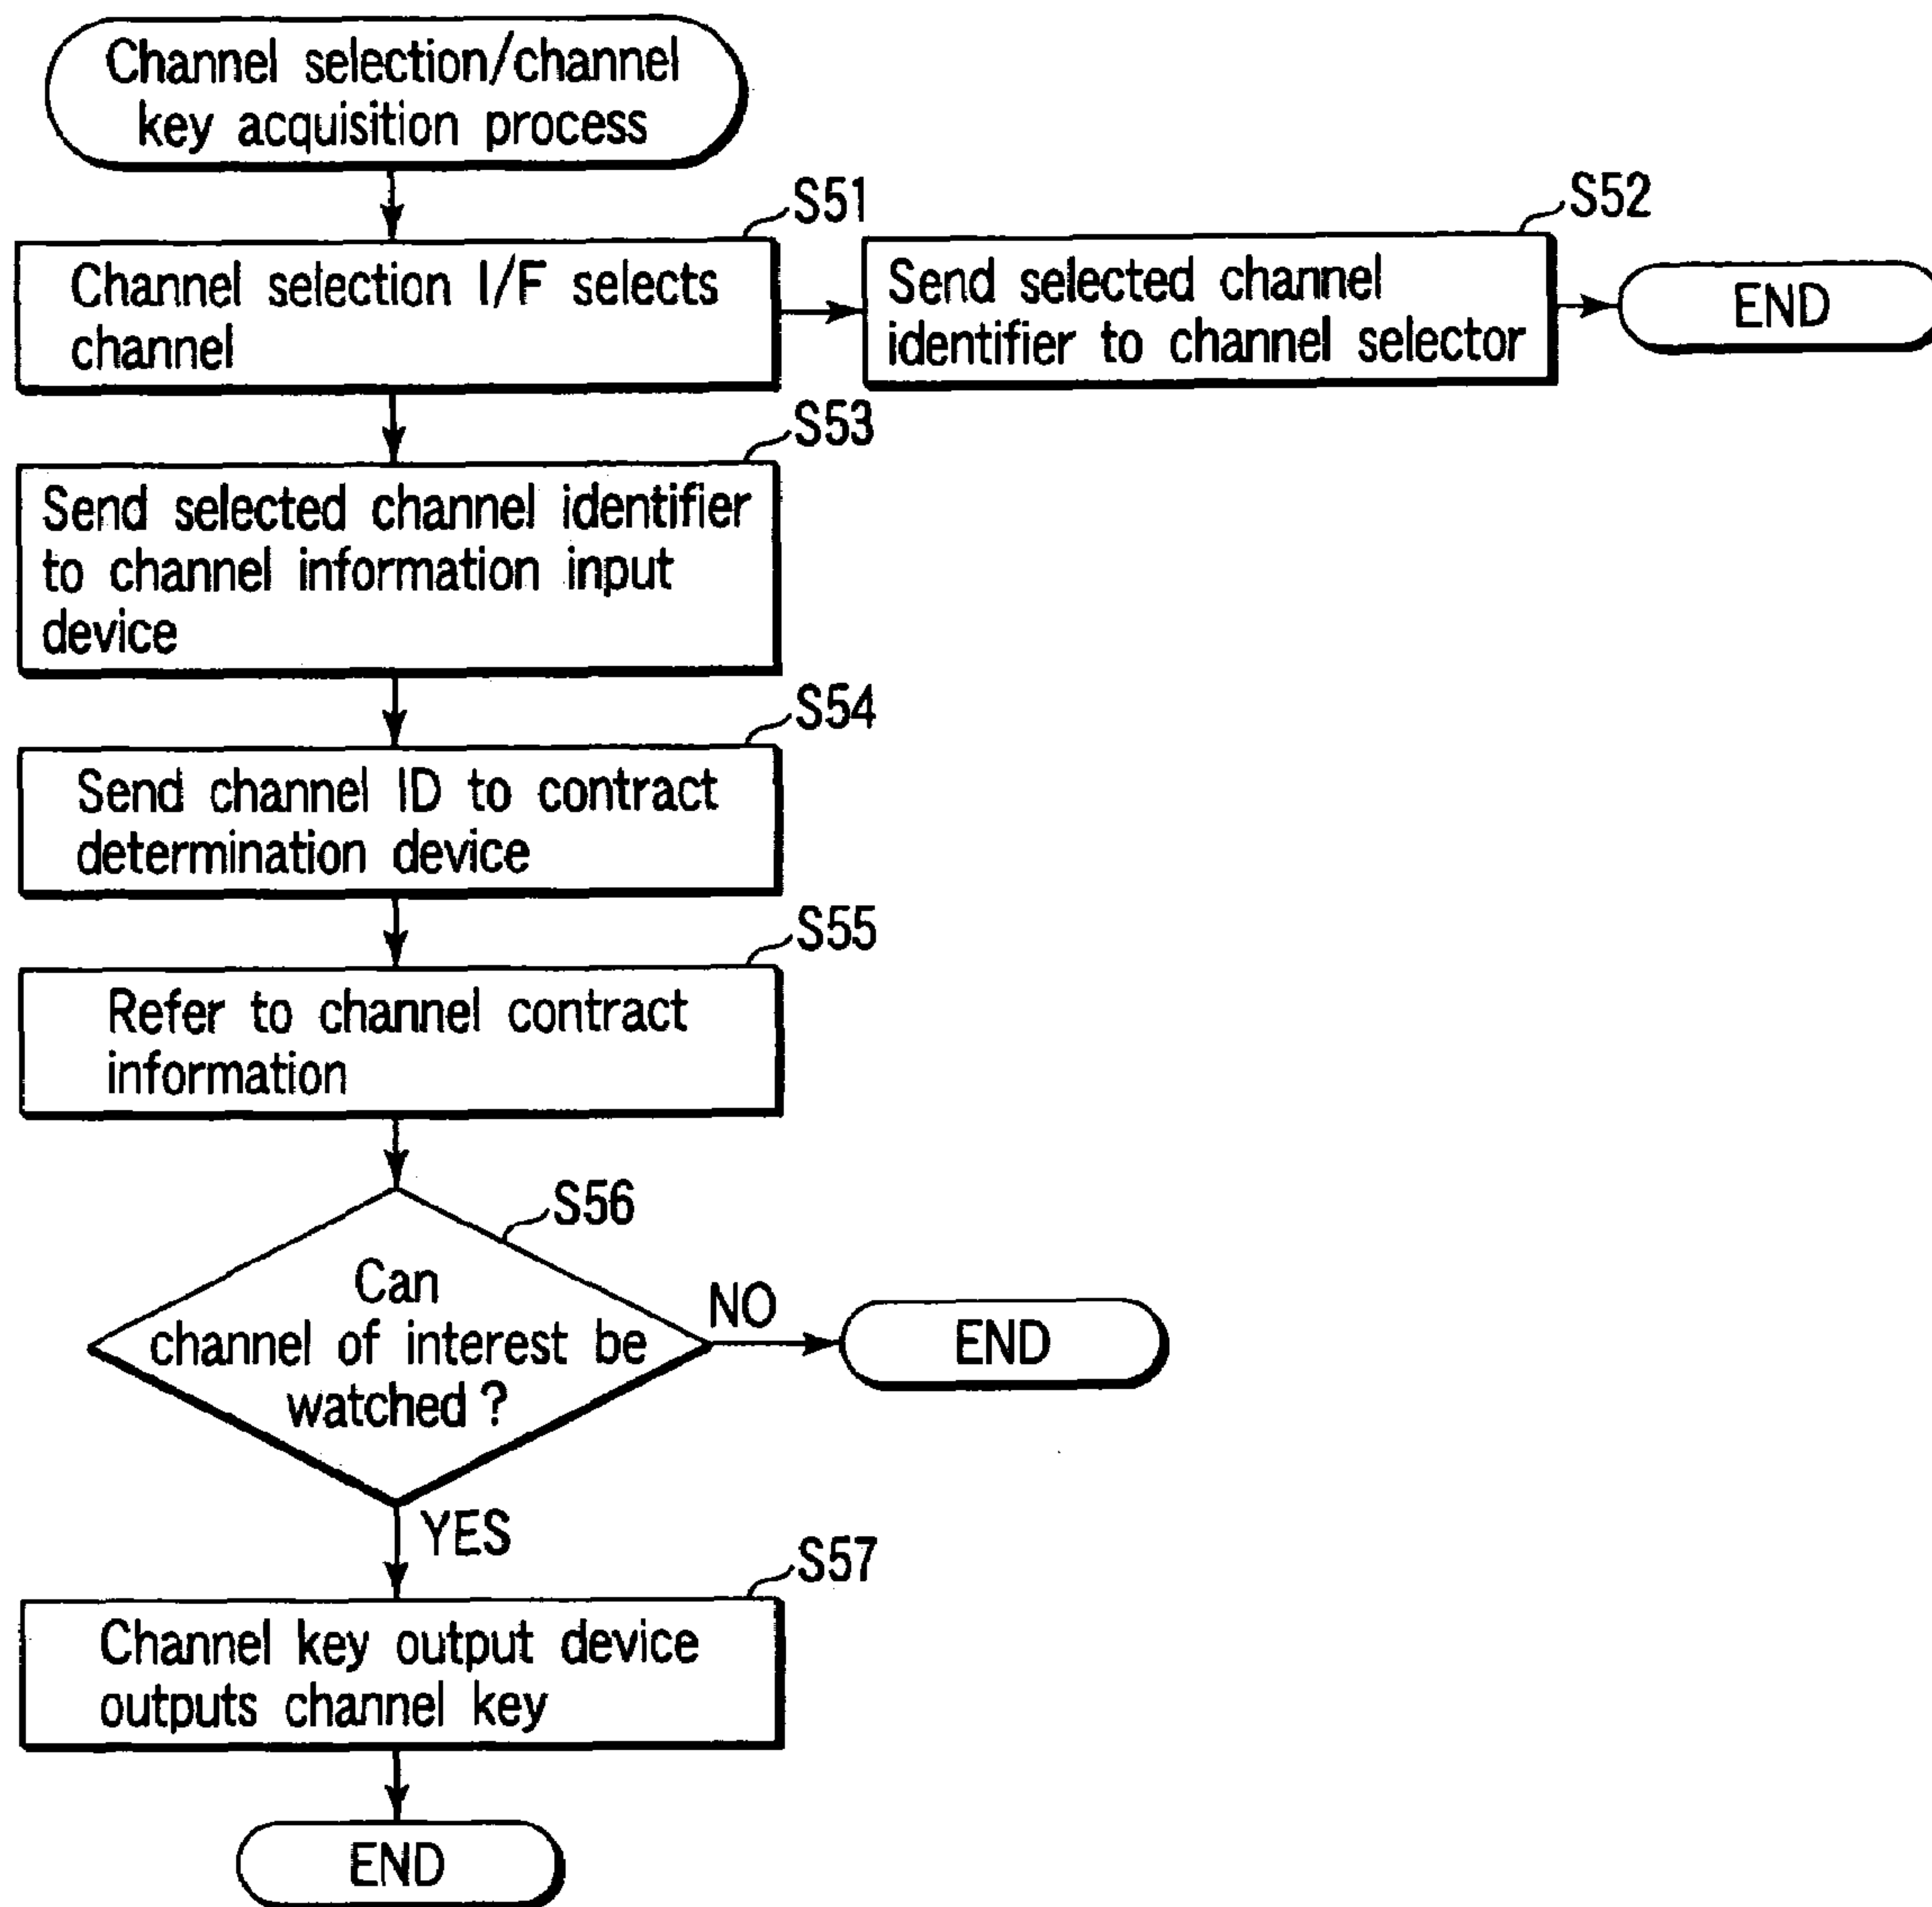 Channel selection/channel
key acquisition process
S51
Channel selection I/F selects
channel
S52
Send selected channel
identifier to channel selector
END
S53
Send selected channel identifier
to channel information input
device
S54
Send channel ID to contract
determination device
S55
Refer to channel contract
information
S56
Can
channel of interest be
watched?
NO
END
YES
S57
Channel key output device
outputs channel key
END